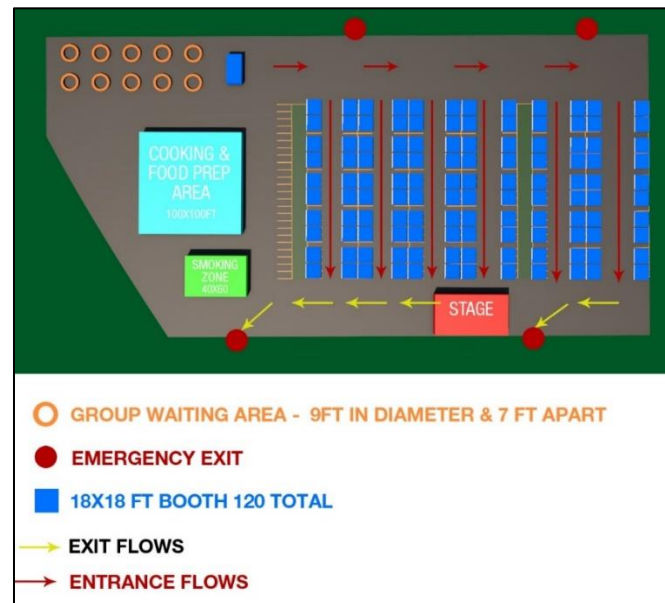 COOKING &
FOOD PREP
AREA
100X100FT
SMOKING
ZONE
40X60
STAGE
GROUP WAITING AREA - 9FT IN DIAMETER & 7 FT APART
EMERGENCY EXIT
18X18 FT BOOTH 120 TOTAL
EXIT FLOWS
ENTRANCE FLOWS